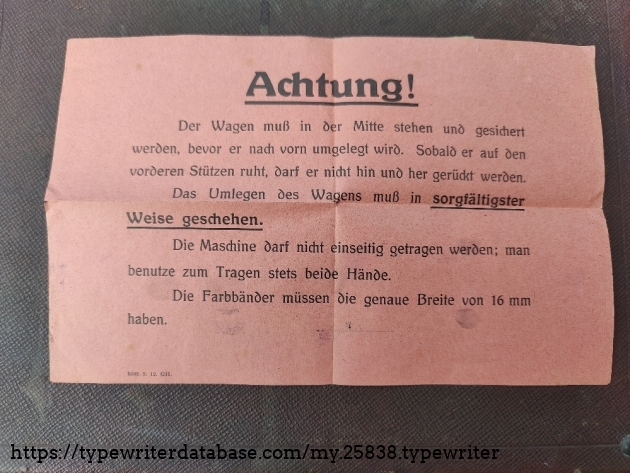 Achtung!
Der Wagen muß in der Mitte stehen und gesichert
werden, bevor er nach vorn umgelegt wird. Sobald er auf den
vorderen Stützen ruht, darf er nicht hin und her gerückt werden.
Das Umlegen des Wagens muß in sorgfältigster
Weise geschehen.
Die Maschine darf nicht einseitig getragen werden; man
benutze zum Tragen stets beide Hände.
Die Farbbänder müssen die genaue Breite von 16 mm
haben.
https://typewriterdatabase.com/my.25838.typewriter